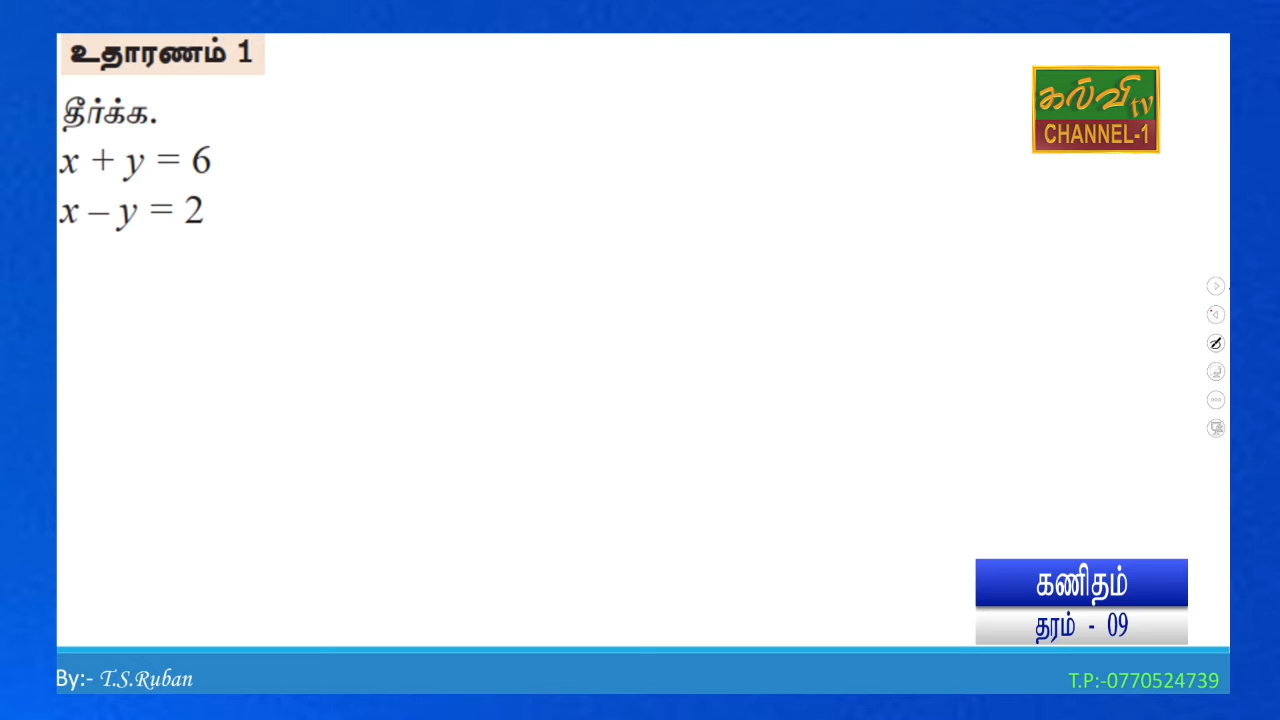 உதாரணம் 1
தீர்க்க.
x + y = 6
x – y = 2
கல்வி tv
CHANNEL-1
கணிதம்
தரம் - 09
By:- T.S.Ruban
T.P:-0770524739